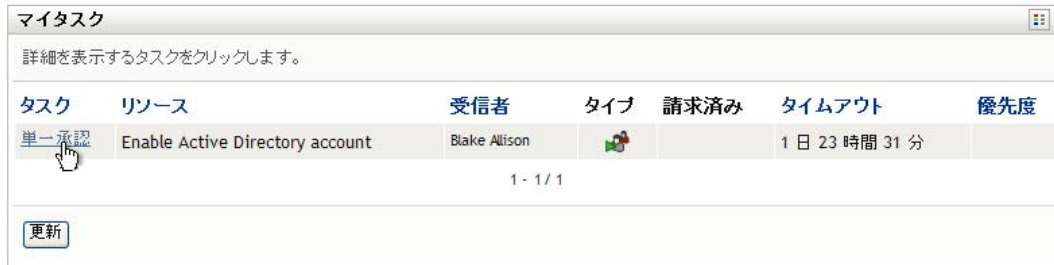 マイタスク
詳細を表示するタスクをクリックします。
タスク リソース 受信者 タイプ 請求済み タイムアウト 優先度
単一承認 Enable Active Directory account Blake Allison 1 日 23 時間 31 分
1 - 1 / 1
更新